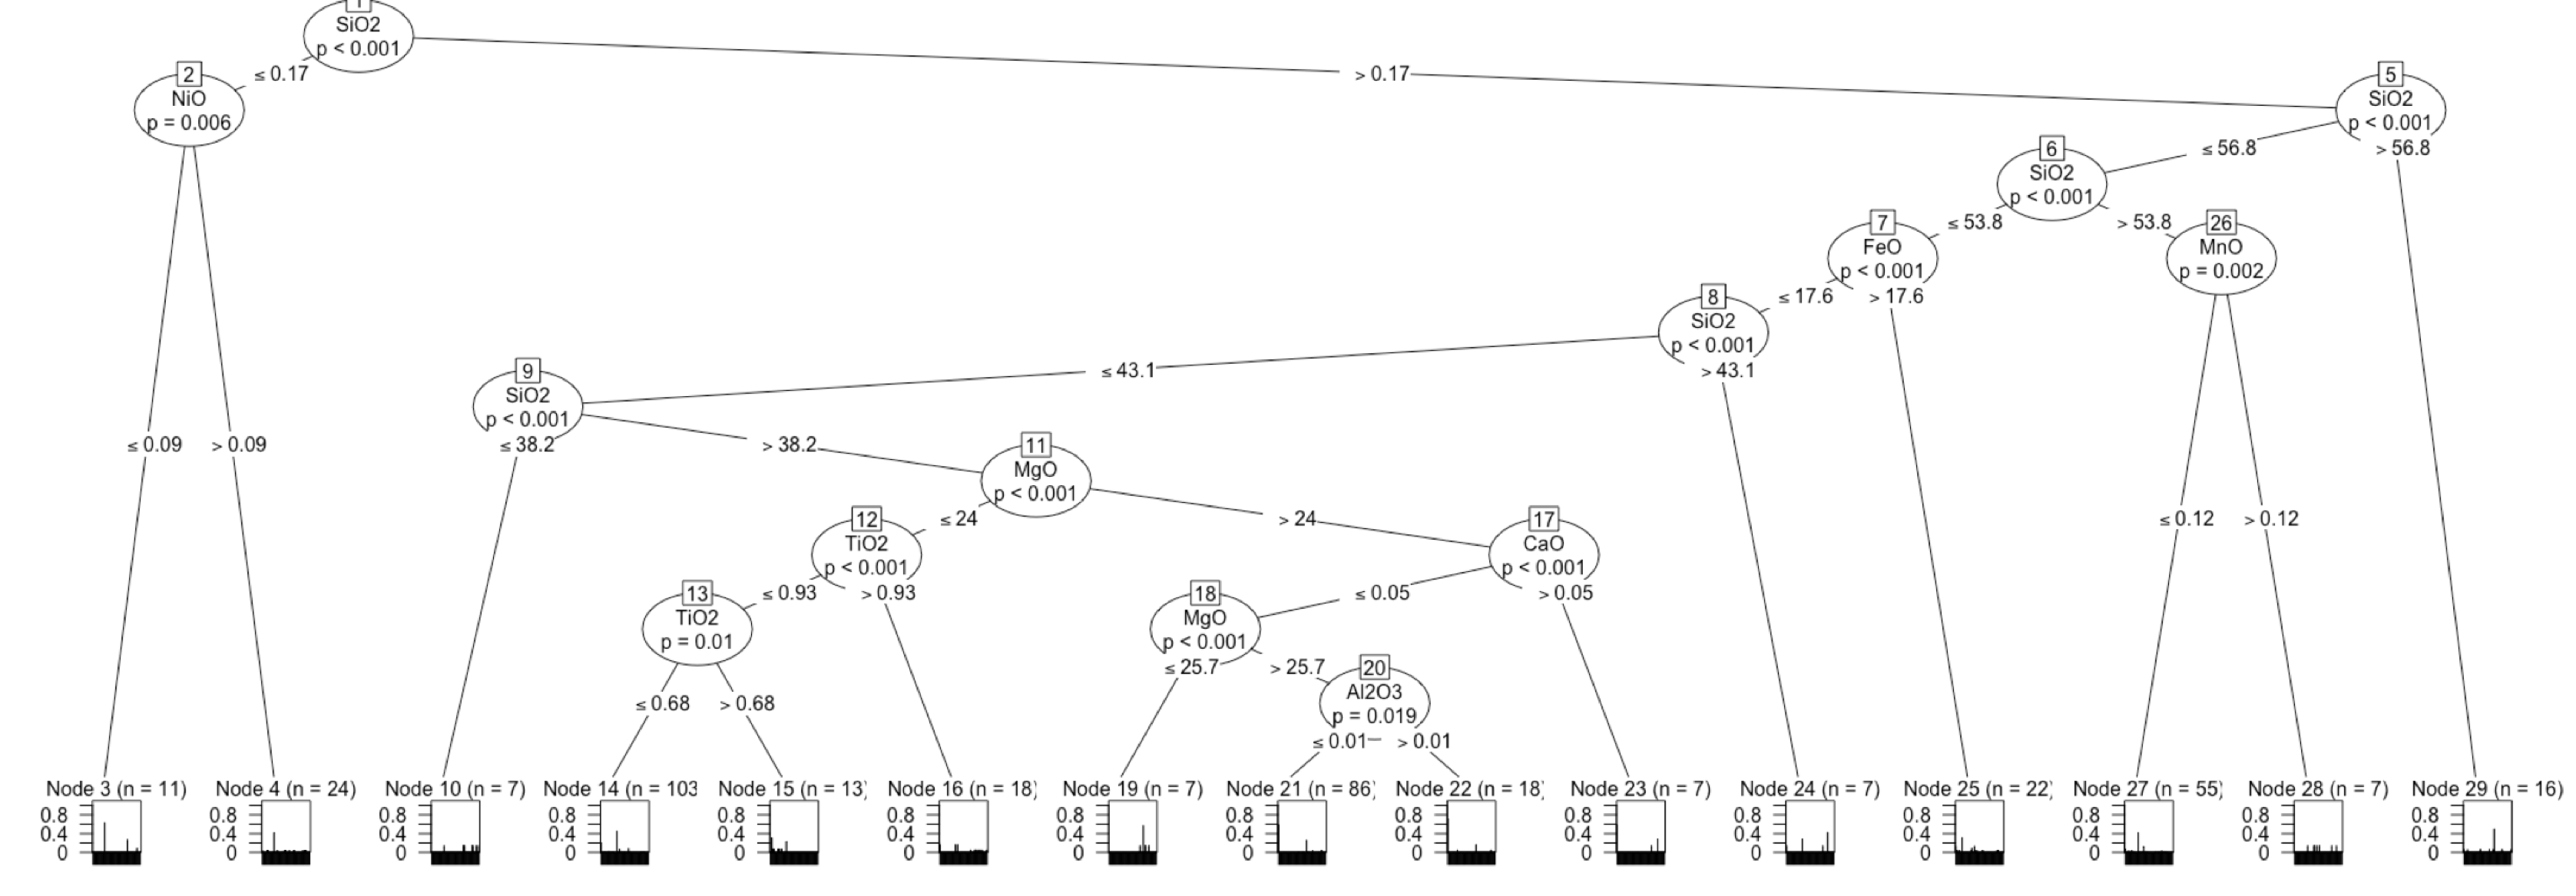 1
SiO2
p < 0.001
≤ 0.17
> 0.17
2
NiO
p = 0.006
5
SiO2
p < 0.001
≤ 56.8
> 56.8
6
SiO2
p < 0.001
≤ 53.8
> 53.8
7
FeO
p < 0.001
≤ 17.6
> 17.6
26
MnO
p = 0.002
8
SiO2
p < 0.001
≤ 43.1
> 43.1
9
SiO2
p < 0.001
≤ 38.2
> 38.2
≤ 0.09
> 0.09
11
MgO
p < 0.001
≤ 24
> 24
≤ 0.12
> 0.12
12
TiO2
p < 0.001
≤ 0.93
> 0.93
17
CaO
p < 0.001
≤ 0.05
> 0.05
13
TiO2
p = 0.01
≤ 0.68
> 0.68
18
MgO
p < 0.001
≤ 25.7
> 25.7
20
Al2O3
p = 0.019
≤ 0.01
> 0.01
Node 3 (n = 11)
0.8
0.4
0
Node 4 (n = 24)
0.8
0.4
0
Node 10 (n = 7)
0.8
0.4
0
Node 14 (n = 103
0.8
0.4
0
Node 15 (n = 13)
0.8
0.4
0
Node 16 (n = 18)
0.8
0.4
0
Node 19 (n = 7)
0.8
0.4
0
Node 21 (n = 86)
0.8
0.4
0
Node 22 (n = 18)
0.8
0.4
0
Node 23 (n = 7)
0.8
0.4
0
Node 24 (n = 7)
0.8
0.4
0
Node 25 (n = 22)
0.8
0.4
0
Node 27 (n = 55)
0.8
0.4
0
Node 28 (n = 7)
0.8
0.4
0
Node 29 (n = 16)
0.8
0.4
0